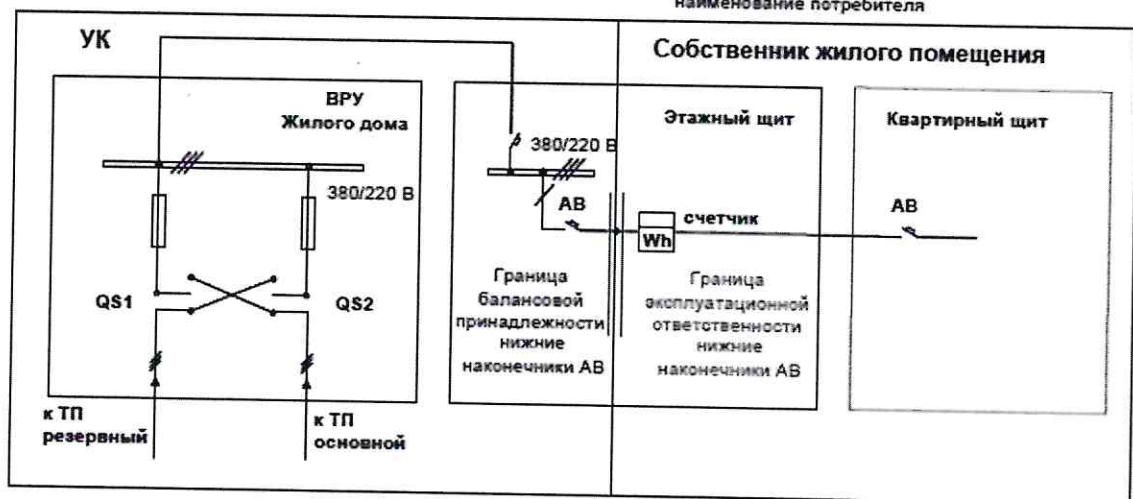 наименование потребителя
УК
Собственник жилого помещения
ВРУ
Жилого дома
380/220 В
QS1
QS2
к ТП
резервный
к ТП
основной
Этажный щит
380/220 В
АВ
счетчик
Wh
Граница
балансовой
принадлежности
нижние
наконечники АВ
Граница
эксплуатационной
ответственности
нижние
наконечники АВ
Квартирный щит
АВ